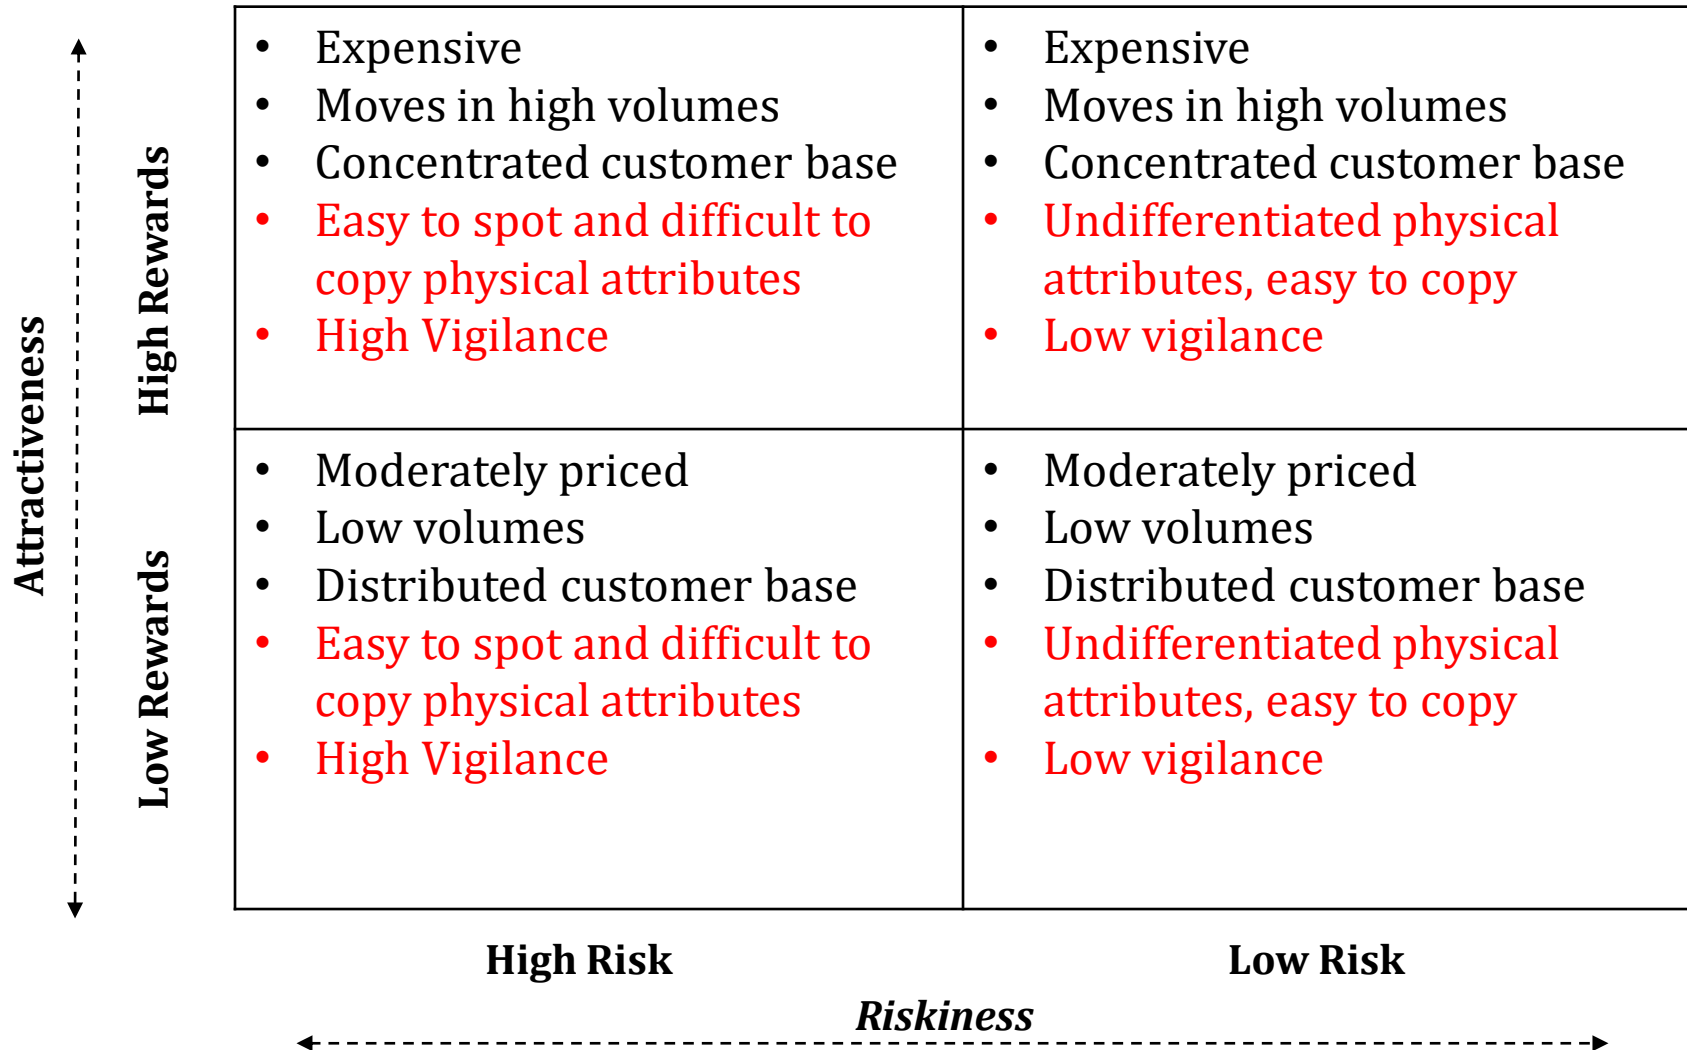 Attractiveness
High Rewards
• Expensive
• Moves in high volumes
• Concentrated customer base
• Easy to spot and difficult to
copy physical attributes
• High Vigilance
• Expensive
• Moves in high volumes
• Concentrated customer base
• Undifferentiated physical
attributes, easy to copy
• Low vigilance
Low Rewards
• Moderately priced
• Low volumes
• Distributed customer base
• Easy to spot and difficult to
copy physical attributes
• High Vigilance
• Moderately priced
• Low volumes
• Distributed customer base
• Undifferentiated physical
attributes, easy to copy
• Low vigilance
High Risk
Low Risk
Riskiness